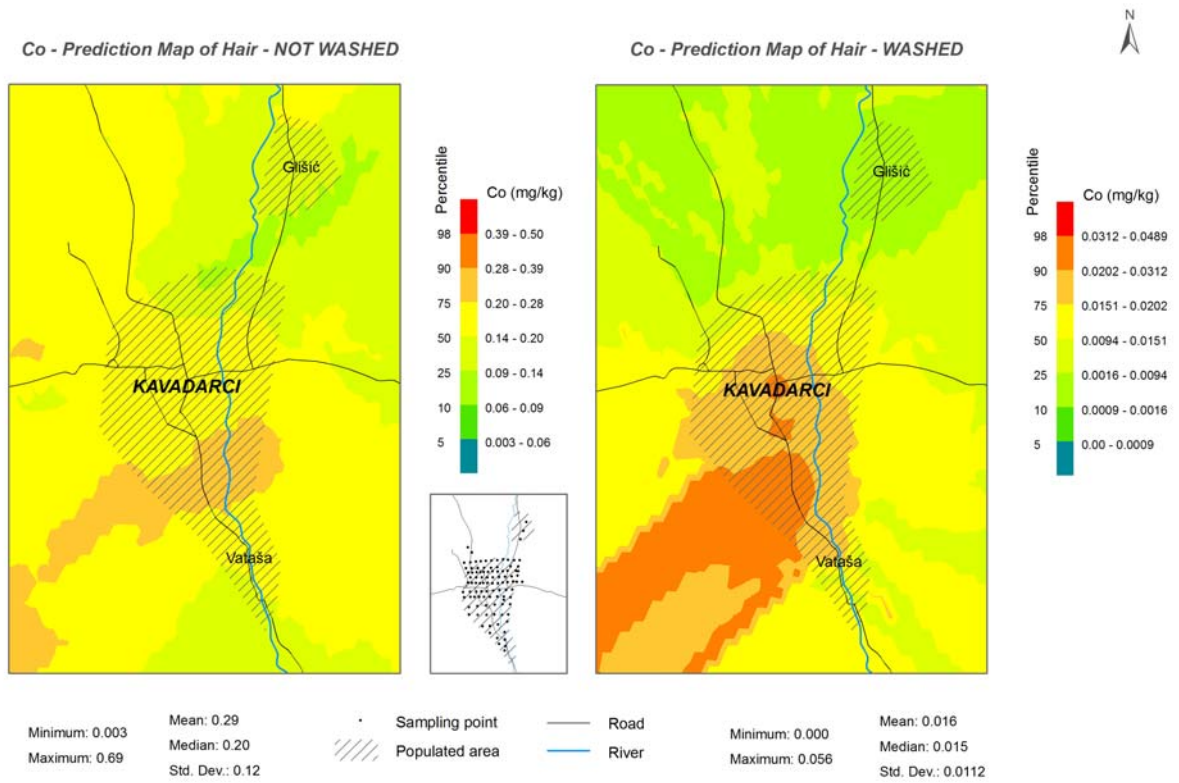 N
Co - Prediction Map of Hair - NOT WASHED
Co - Prediction Map of Hair - WASHED
Glišić
KAVADARCI
Vataša
Percentile
Co (mg/kg)
98
0.39 - 0.50
90
0.28 - 0.39
75
0.20 - 0.28
50
0.14 - 0.20
25
0.09 - 0.14
10
0.06 - 0.09
5
0.003 - 0.06
Glišić
KAVADARCI
Vataša
Percentile
Co (mg/kg)
98
0.0312 - 0.0489
90
0.0202 - 0.0312
75
0.0151 - 0.0202
50
0.0094 - 0.0151
25
0.0016 - 0.0094
10
0.0009 - 0.0016
5
0.00 - 0.0009
Minimum: 0.003
Maximum: 0.69
Mean: 0.29
Median: 0.20
Std. Dev.: 0.12
Sampling point
Populated area
Road
River
Minimum: 0.000
Maximum: 0.056
Mean: 0.016
Median: 0.015
Std. Dev.: 0.0112